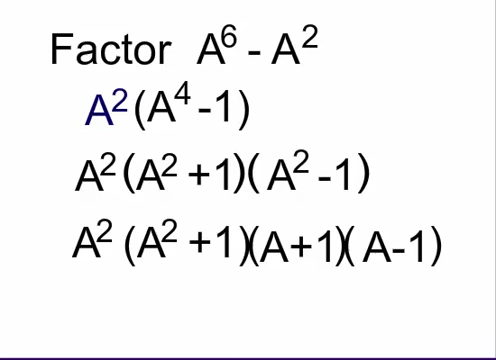 Factor A⁶ - A²
A²(A⁴-1)
A²(A²+1)(A²-1)
A²(A²+1)(A+1)(A-1)